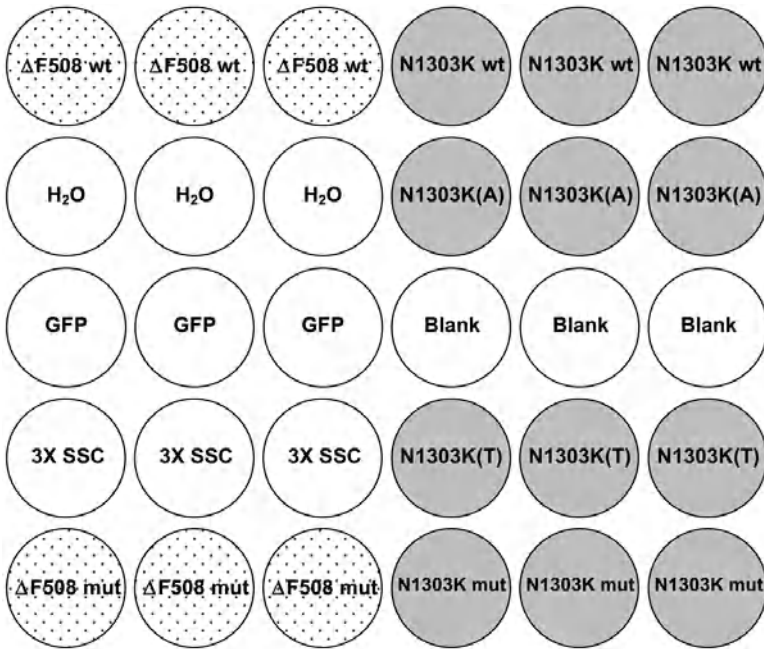 ΔF508 wt ΔF508 wt ΔF508 wt N1303K wt N1303K wt N1303K wt
H₂O H₂O H₂O N1303K(A) N1303K(A) N1303K(A)
GFP GFP GFP Blank Blank Blank
3X SSC 3X SSC 3X SSC N1303K(T) N1303K(T) N1303K(T)
ΔF508 mut ΔF508 mut ΔF508 mut N1303K mut N1303K mut N1303K mut